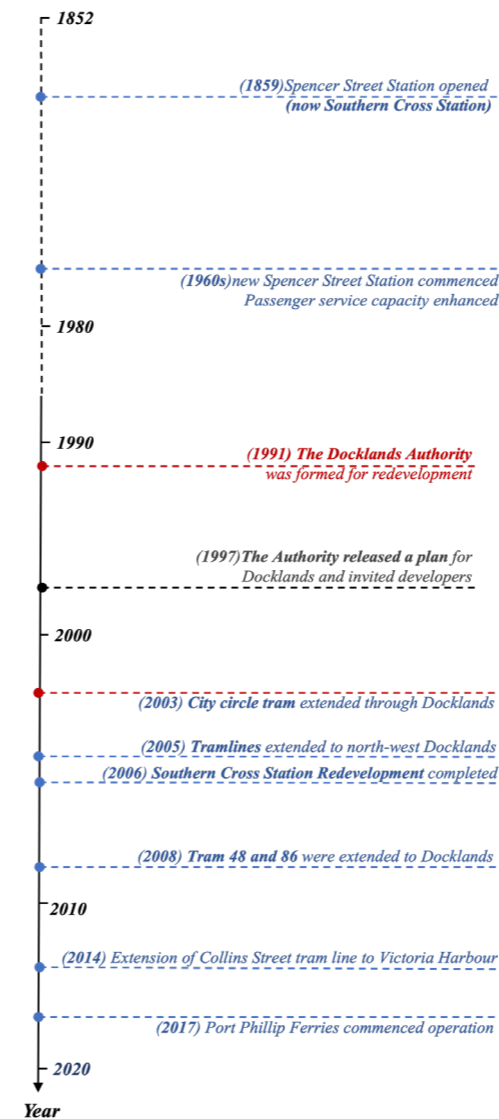 1852
(1859)Spencer Street Station opened
(now Southern Cross Station)
(1960s)new Spencer Street Station commenced
Passenger service capacity enhanced
1980
1990
(1991) The Docklands Authority
was formed for redevelopment
(1997)The Authority released a plan for
Docklands and invited developers
2000
(2003) City circle tram extended through Docklands
(2005) Tramlines extended to north-west Docklands
(2006) Southern Cross Station Redevelopment completed
(2008) Tram 48 and 86 were extended to Docklands
2010
(2014) Extension of Collins Street tram line to Victoria Harbour
(2017) Port Phillip Ferries commenced operation
2020
Year